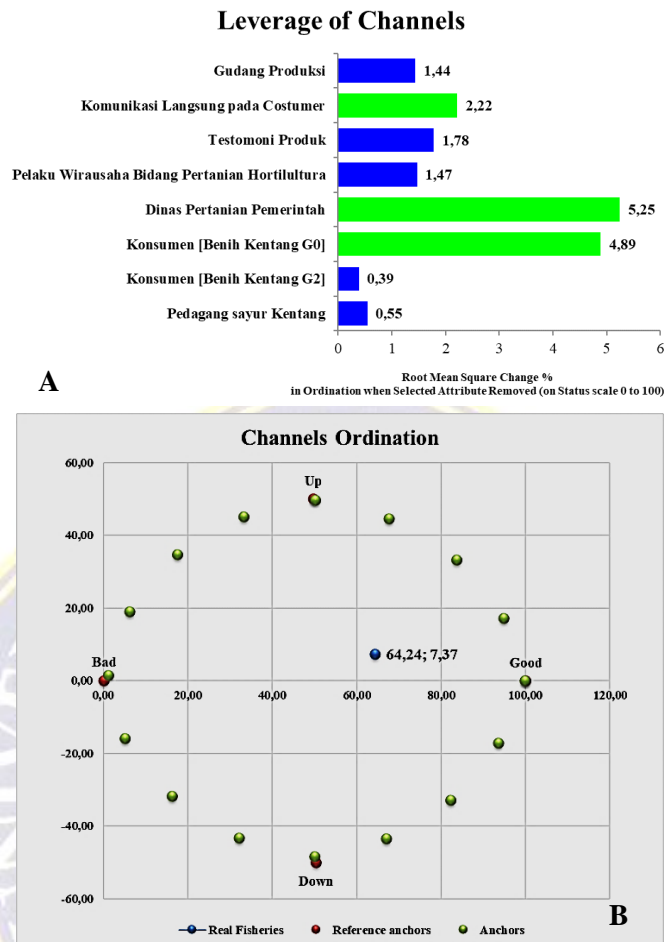 Leverage of Channels
Gudang Produksi
1,44
Komunikasi Langsung pada Costumer
2,22
Testomoni Produk
1,78
Pelaku Wirausaha Bidang Pertanian Hortilultura
1,47
Dinas Pertanian Pemerintah
5,25
Konsumen [Benih Kentang G0]
4,89
Konsumen [Benih Kentang G2]
0,39
Pedagang sayur Kentang
0,55
0 1 2 3 4 5 6
A
Root Mean Square Change %
in Ordination when Selected Attribute Removed (on Status scale 0 to 100)
Channels Ordination
60,00
Up
40,00
20,00
64,24; 7,37
Bad
Good
0,00
0,00 20,00 40,00 60,00 80,00 100,00 120,00
-20,00
-40,00
Down
-60,00
B
Real Fisheries Reference anchors Anchors